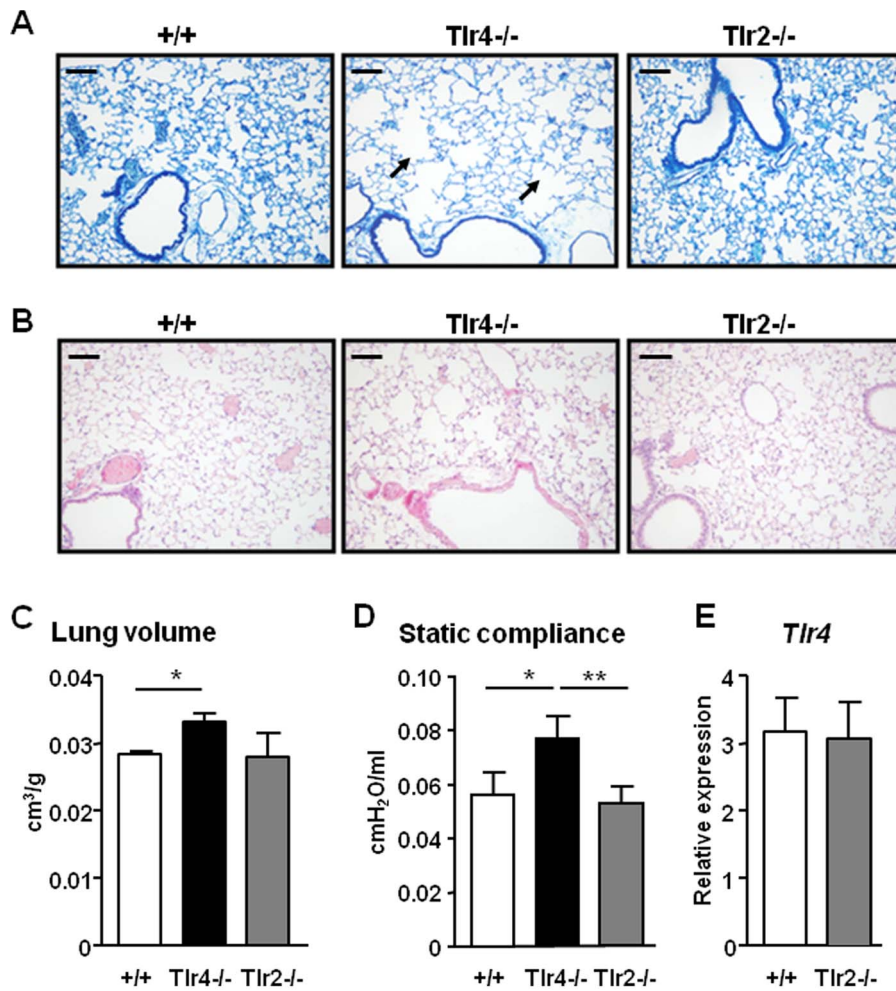 A
+/+ Tlr4-/- Tlr2-/-
B
+/+ Tlr4-/- Tlr2-/-
C Lung volume
*
0.04
0.03
0.02
0.01
0
cm³/g
+/+ Tlr4-/- Tlr2-/-
D Static compliance
* **
0.10
0.08
0.06
0.04
0.02
0.00
cmH₂O/ml
+/+ Tlr4-/- Tlr2-/-
E Tlr4
4
3
2
1
0
Relative expression
+/+ Tlr2-/-